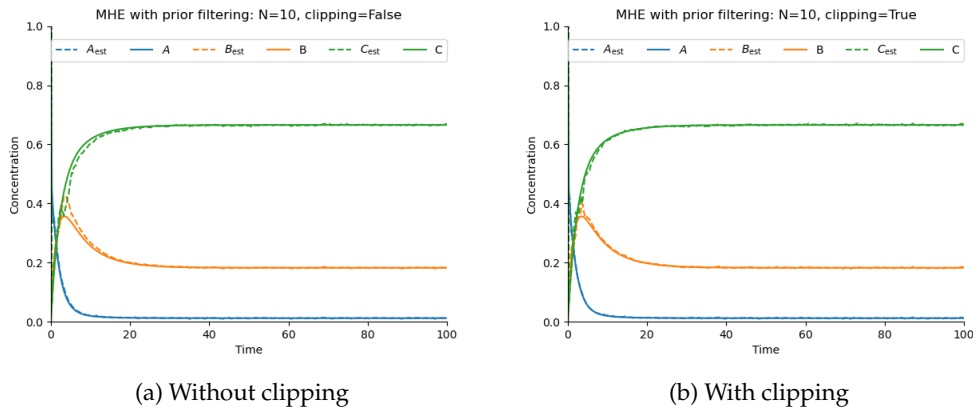 MHE with prior filtering: N=10, clipping=False
1.0
A_est A B_est B C_est C
0.8
0.6
0.4
0.2
0.0
Concentration
0 20 40 60 80 100
Time
(a) Without clipping
MHE with prior filtering: N=10, clipping=True
1.0
A_est A B_est B C_est C
0.8
0.6
0.4
0.2
0.0
Concentration
0 20 40 60 80 100
Time
(b) With clipping